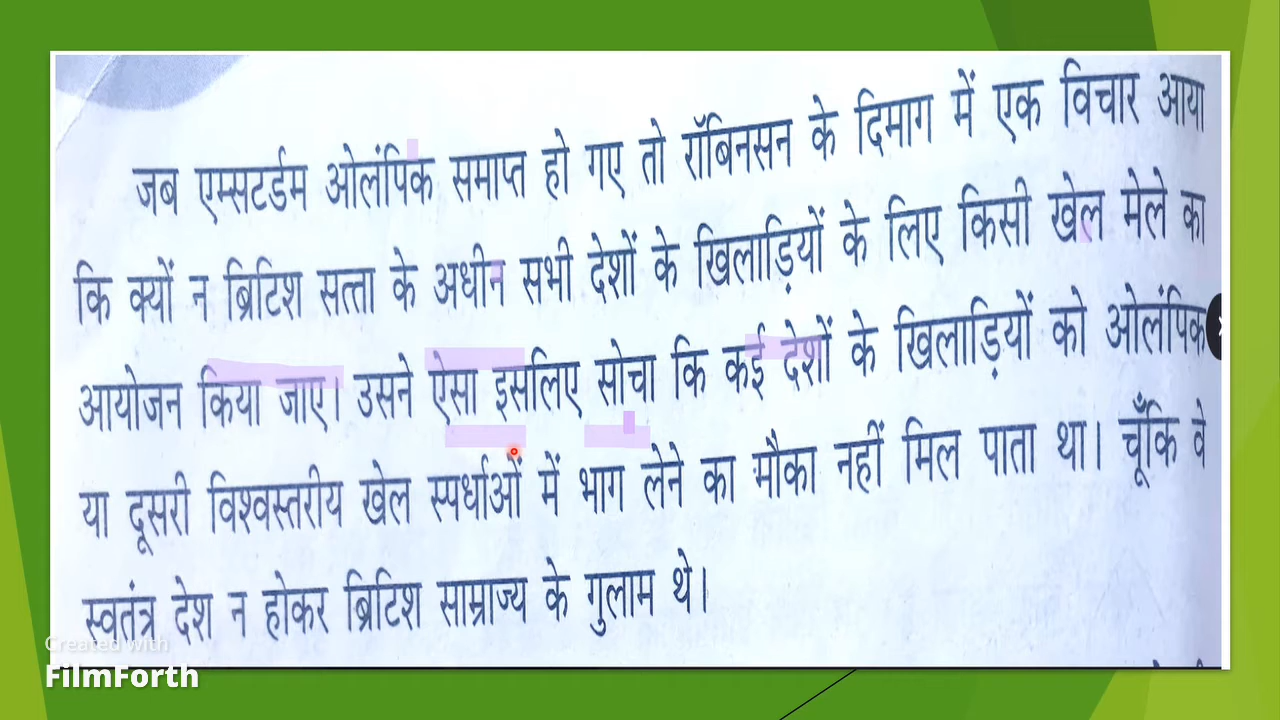 जब एम्सटर्डम ओलंपिक समाप्त हो गए तो रॉबिनसन के दिमाग में एक विचार आया
कि क्यों न ब्रिटिश सत्ता के अधीन सभी देशों के खिलाड़ियों के लिए किसी खेल मेले का
आयोजन किया जाए। उसने ऐसा इसलिए सोचा कि कई देशों के खिलाड़ियों को ओलंपिक
या दूसरी विश्वस्तरीय खेल स्पर्धाओं में भाग लेने का मौका नहीं मिल पाता था। चूँकि वे
स्वतंत्र देश न होकर ब्रिटिश साम्राज्य के गुलाम थे।
Created with
FilmForth